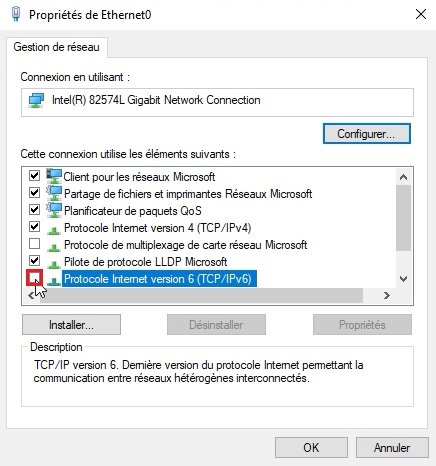 Propriétés de Ethernet0
Gestion de réseau
Connexion en utilisant :
Intel(R) 82574L Gigabit Network Connection
Configurer...
Cette connexion utilise les éléments suivants :
Client pour les réseaux Microsoft
Partage de fichiers et imprimantes Réseaux Microsoft
Planificateur de paquets QoS
Protocole Internet version 4 (TCP/IPv4)
Protocole de multiplexage de carte réseau Microsoft
Pilote de protocole LLDP Microsoft
Protocole Internet version 6 (TCP/IPv6)
Installer...
Désinstaller
Propriétés
Description
TCP/IP version 6. Dernière version du protocole Internet permettant la
communication entre réseaux hétérogènes interconnectés.
OK
Annuler